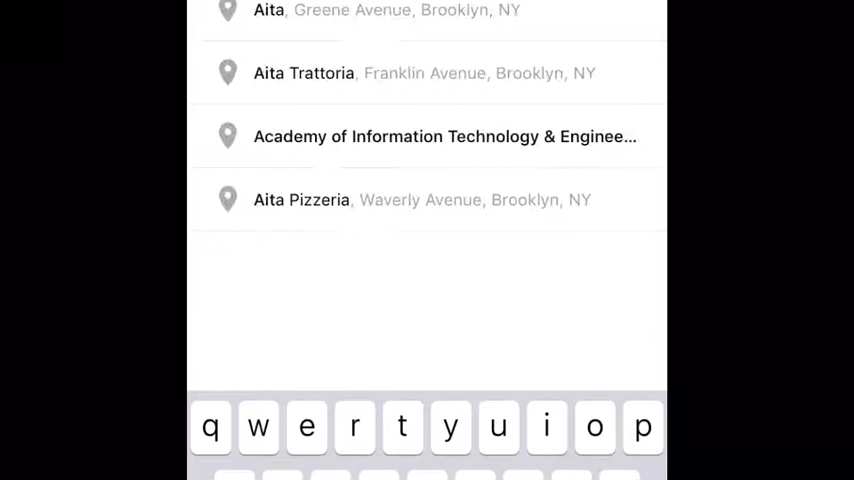 Aita, Greene Avenue, Brooklyn, NY
Aita Trattoria, Franklin Avenue, Brooklyn, NY
Academy of Information Technology & Enginee...
Aita Pizzeria, Waverly Avenue, Brooklyn, NY
q w e r t y u i o p